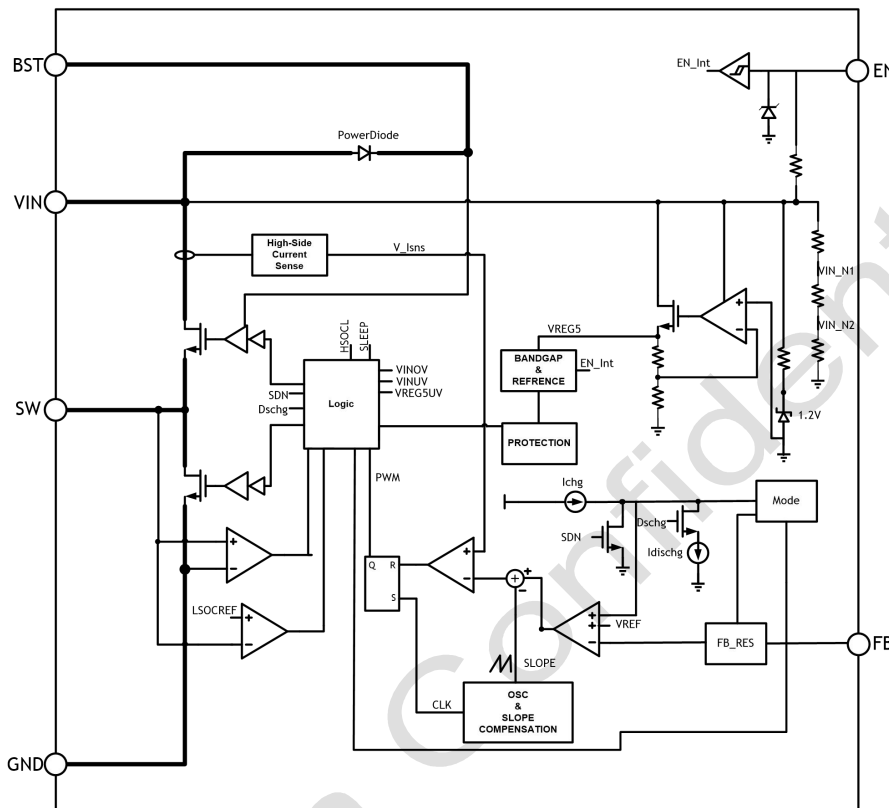 BST
EN_Int
EN
PowerDiode
VIN
High-Side
Current
Sense
V_Isns
VIN_N1
VREG5
VIN_N2
HSOCL
SLEEP
BANDGAP
&
REFRENCE
EN_Int
VINOV
VINUV
VREG5UV
SDN
Logic
Dschg
SW
1.2V
PROTECTION
PWM
Ichg
Mode
Dschg
SDN
Idischg
Q
R
S
LSOCREF
VREF
FB_RES
FB
SLOPE
CLK
OSC
&
SLOPE
COMPENSATION
GND
Confident